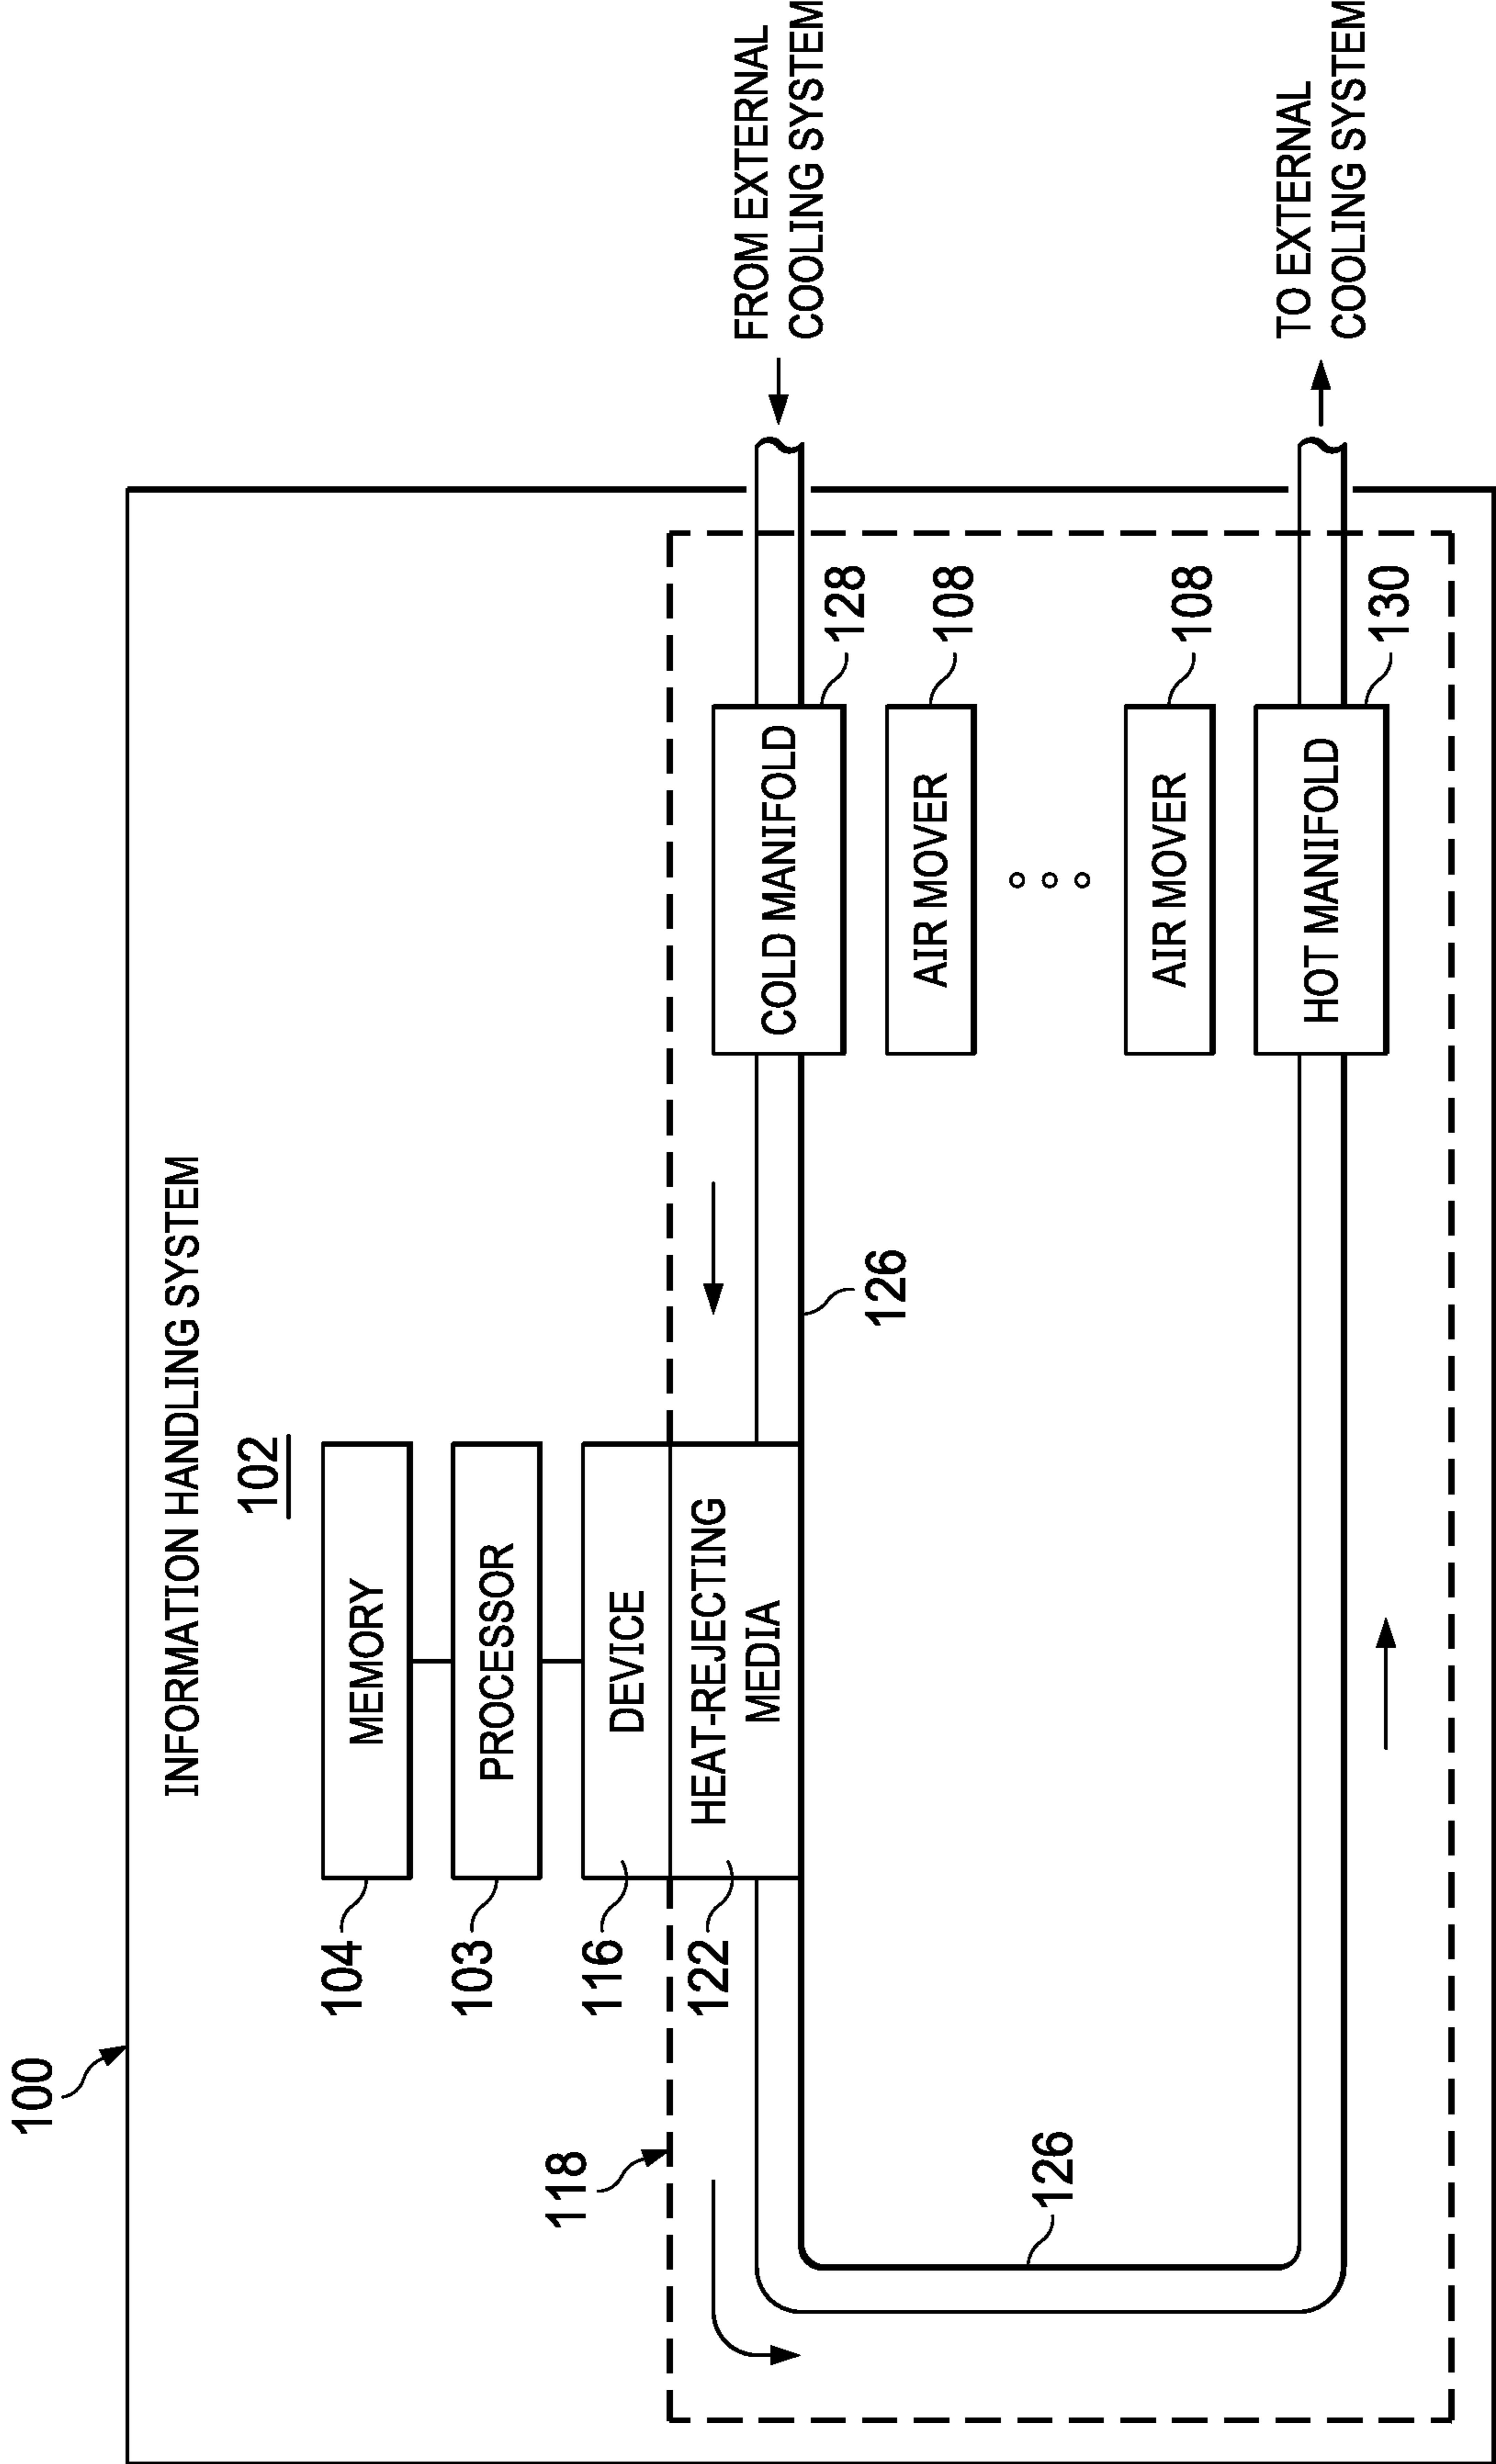 100
INFORMATION HANDLING SYSTEM
102
104
MEMORY
103
PROCESSOR
116
DEVICE
118
122
HEAT-REJECTING
MEDIA
126
COLD MANIFOLD
128
FROM EXTERNAL
COOLING SYSTEM
AIR MOVER
108
126
AIR MOVER
108
HOT MANIFOLD
130
TO EXTERNAL
COOLING SYSTEM